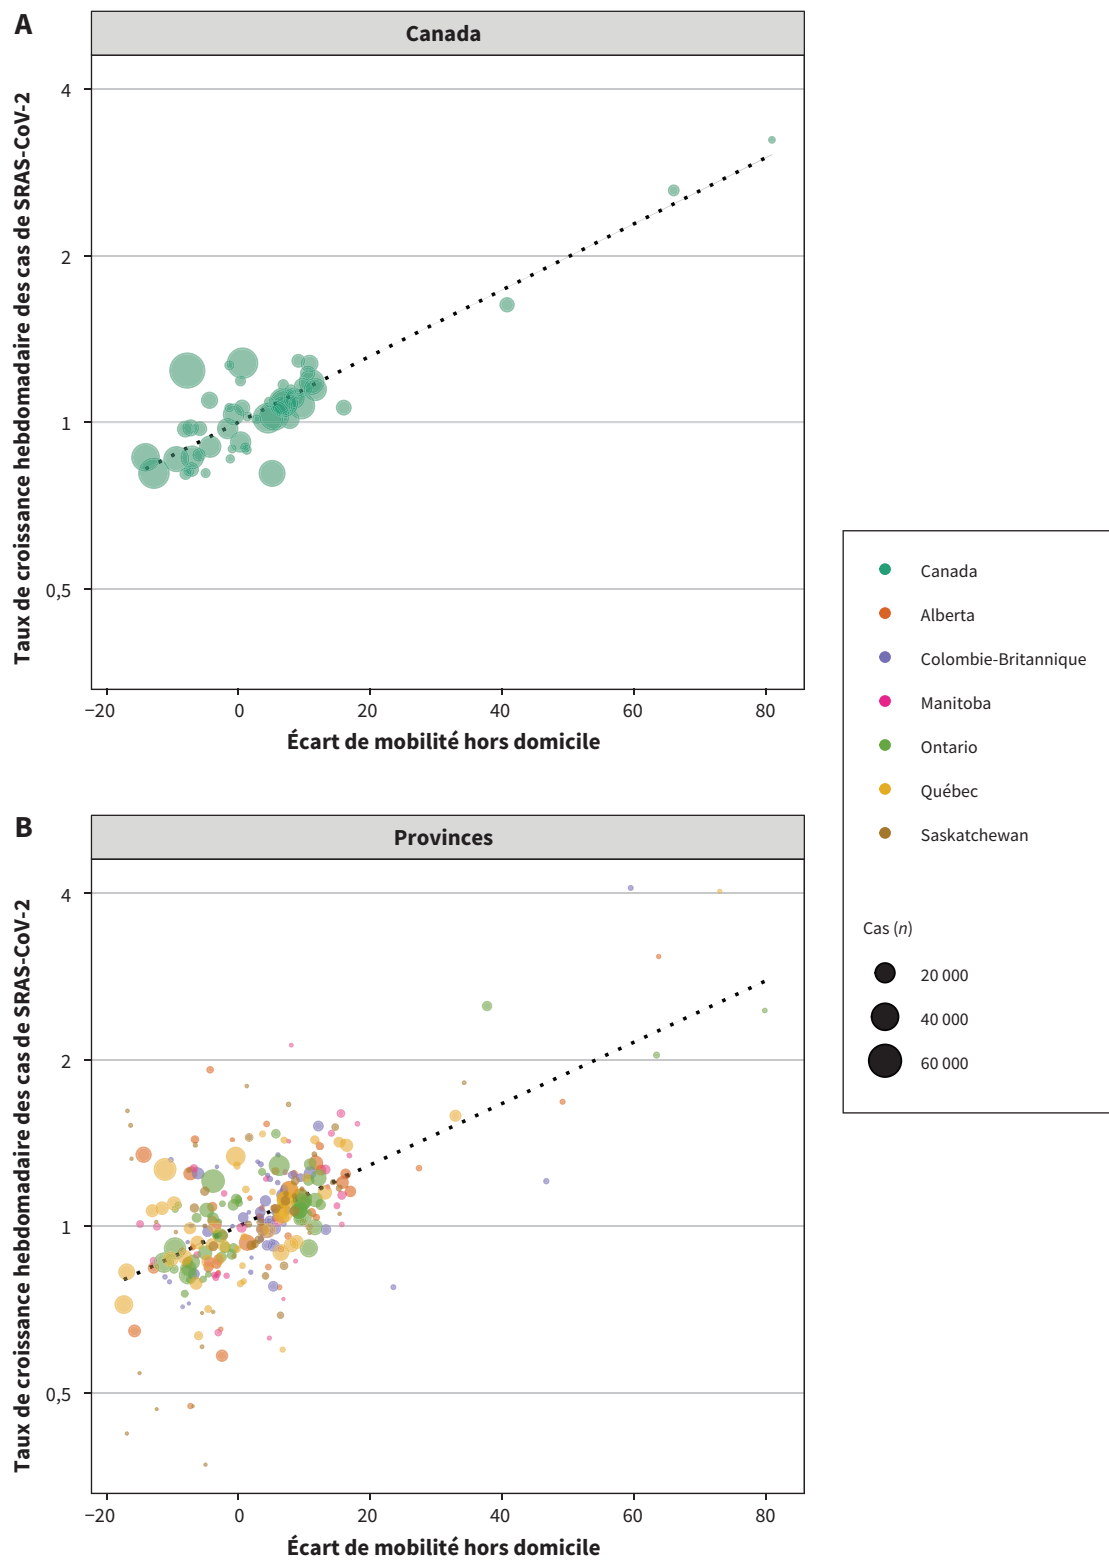 A
Canada
Taux de croissance hebdomadaire des cas de SRAS-CoV-2
4
2
1
0,5
−20
0
20
40
60
80
Écart de mobilité hors domicile
Canada
Alberta
Colombie-Britannique
Manitoba
Ontario
Québec
Saskatchewan
Cas (n)
20 000
40 000
60 000
B
Provinces
Taux de croissance hebdomadaire des cas de SRAS-CoV-2
4
2
1
0,5
−20
0
20
40
60
80
Écart de mobilité hors domicile